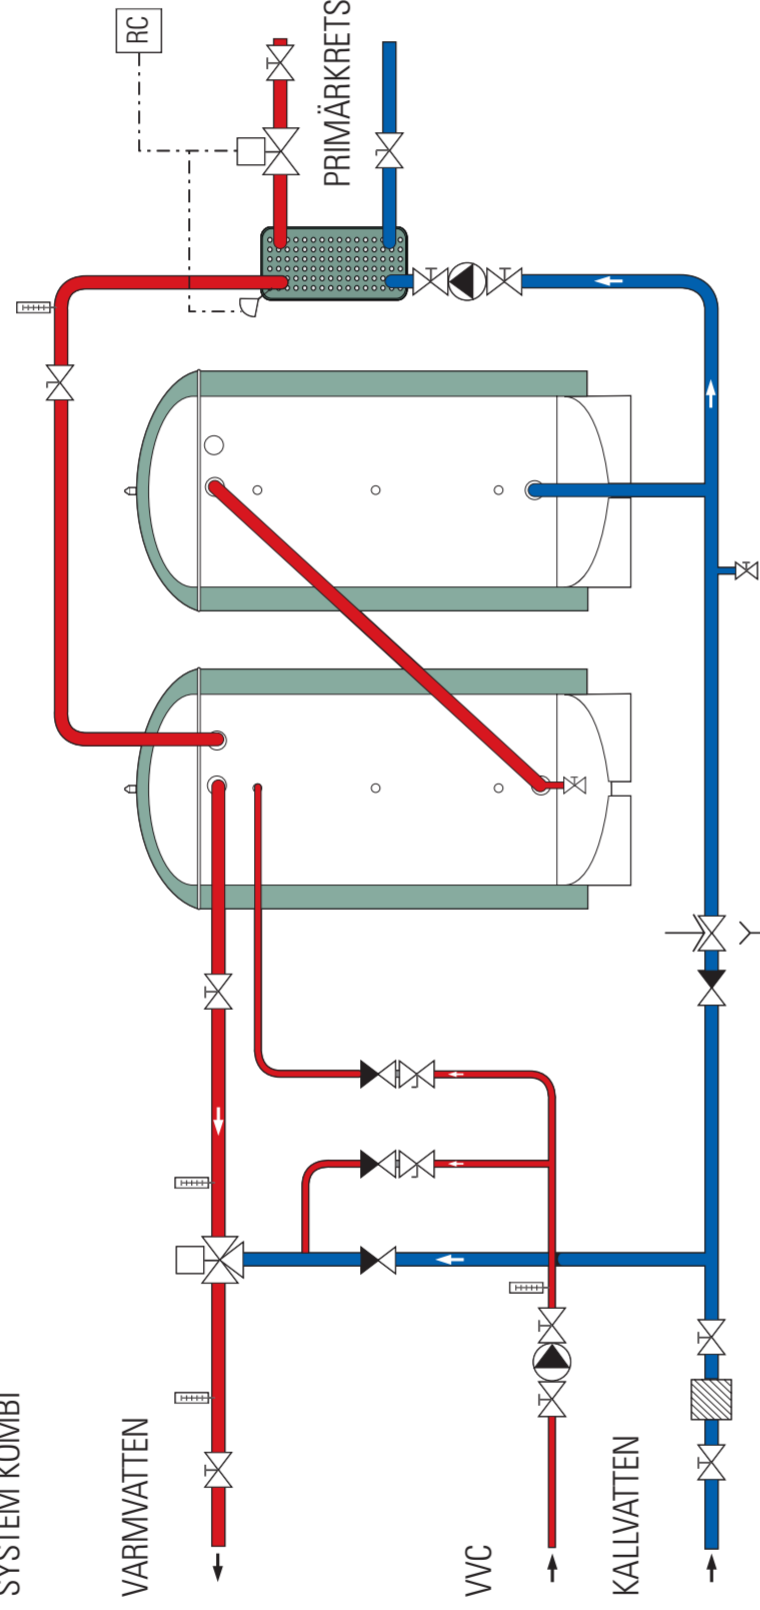 SYSTEM KOMBI
VARMVATTEN
VVC
KALLVATTEN
PRIMÄRKRETS
RC